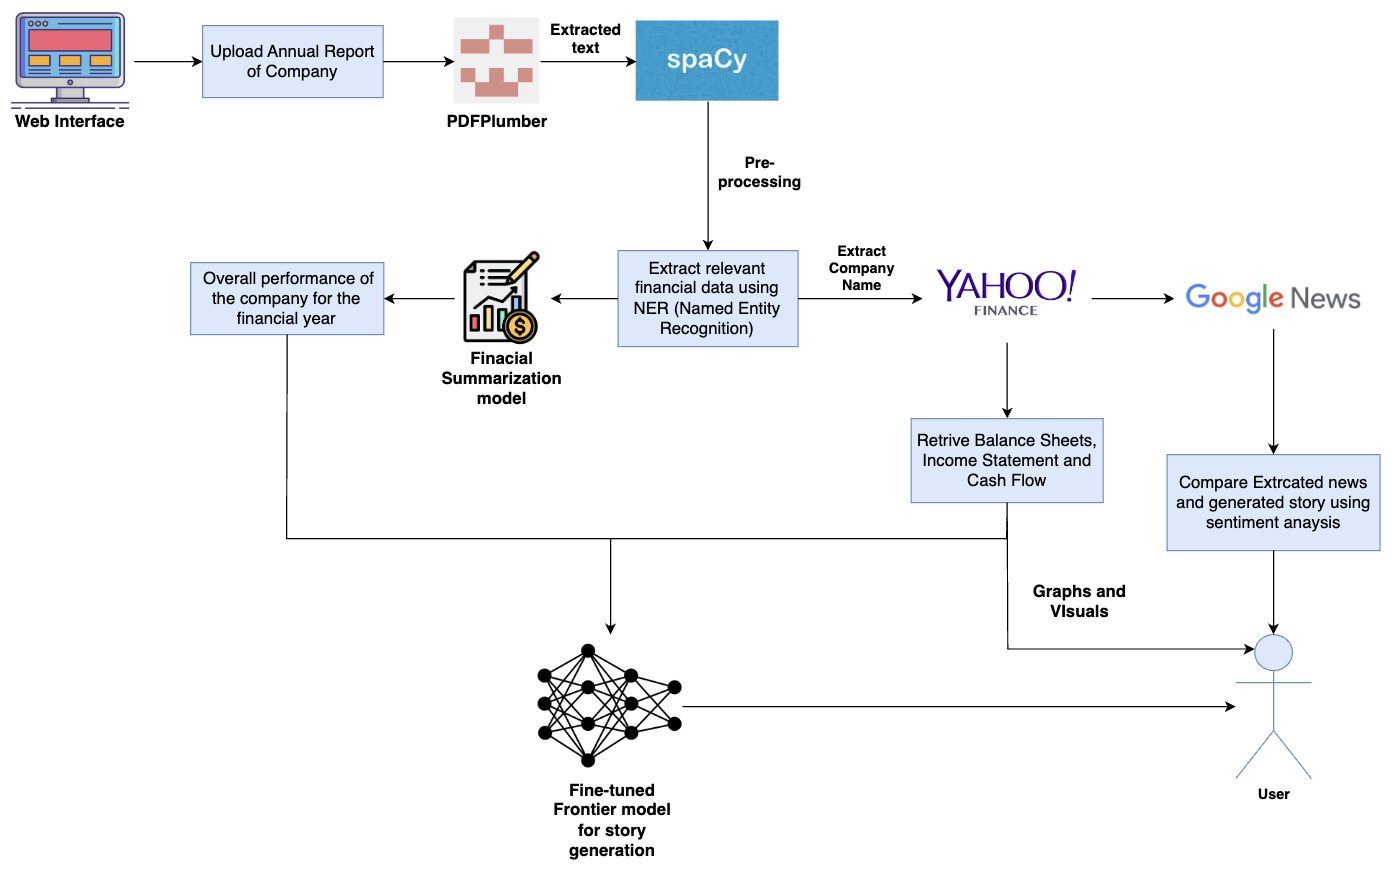 Web Interface
Upload Annual Report
of Company
PDFPlumber
Extracted
text
spaCy
Pre-
processing
Overall performance of
the company for the
financial year
Finacial
Summarization
model
Extract relevant
financial data using
NER (Named Entity
Recognition)
Extract
Company
Name
YAHOO!
FINANCE
Google News
Retrive Balance Sheets,
Income Statement and
Cash Flow
Compare Extrcated news
and generated story using
sentiment anaysis
Graphs and
VIsuals
Fine-tuned
Frontier model
for story
generation
User